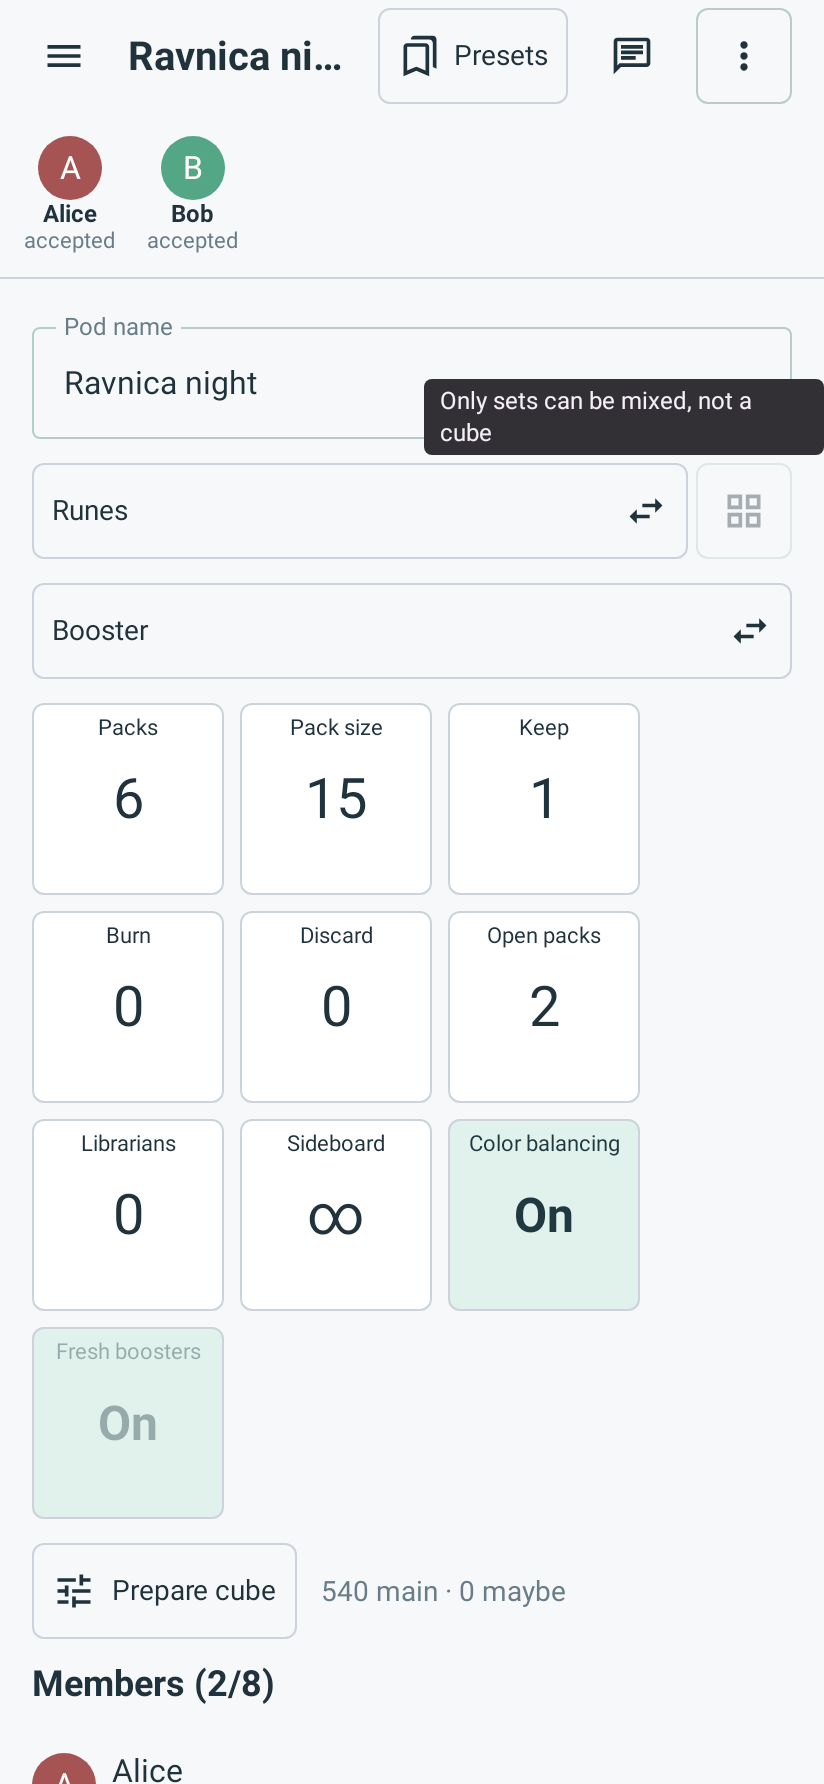 Ravnica ni...
Presets
A
B
Alice
Bob
accepted
accepted
Pod name
Ravnica night
Only sets can be mixed, not a
cube
Runes
Booster
Packs
Pack size
Keep
6
15
1
Burn
Discard
Open packs
0
0
2
Librarians
Sideboard
Color balancing
0
∞
On
Fresh boosters
On
Prepare cube
540 main · 0 maybe
Members (2/8)
Alice
A